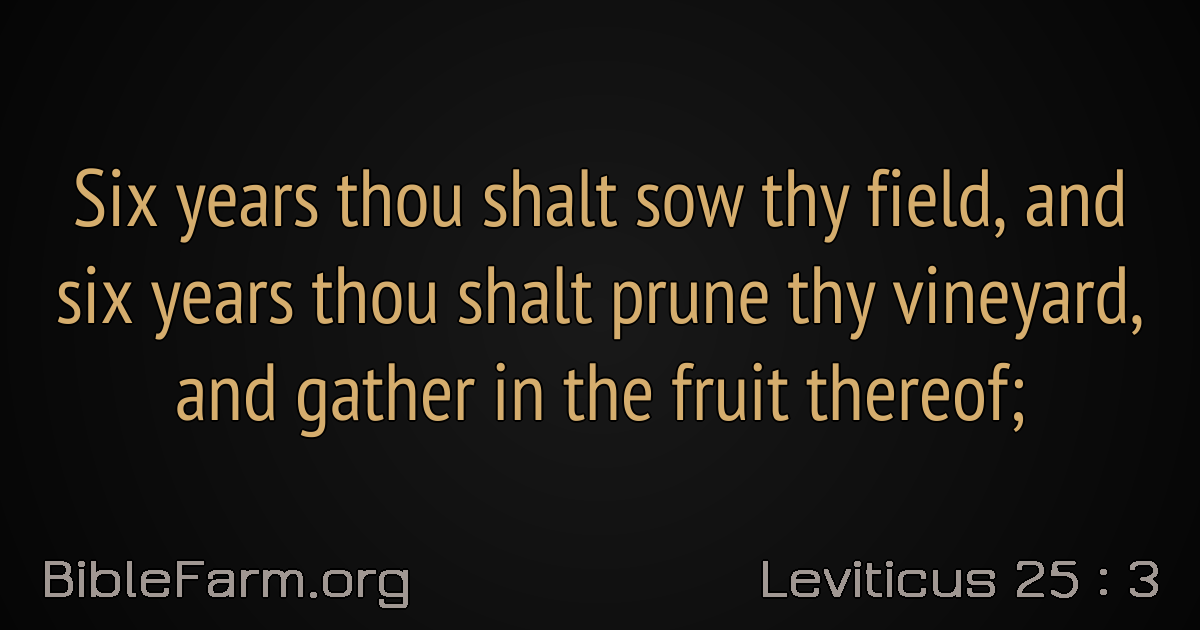 Six years thou shalt sow thy field, and
six years thou shalt prune thy vineyard,
and gather in the fruit thereof;
BibleFarm.org
Leviticus 25 : 3